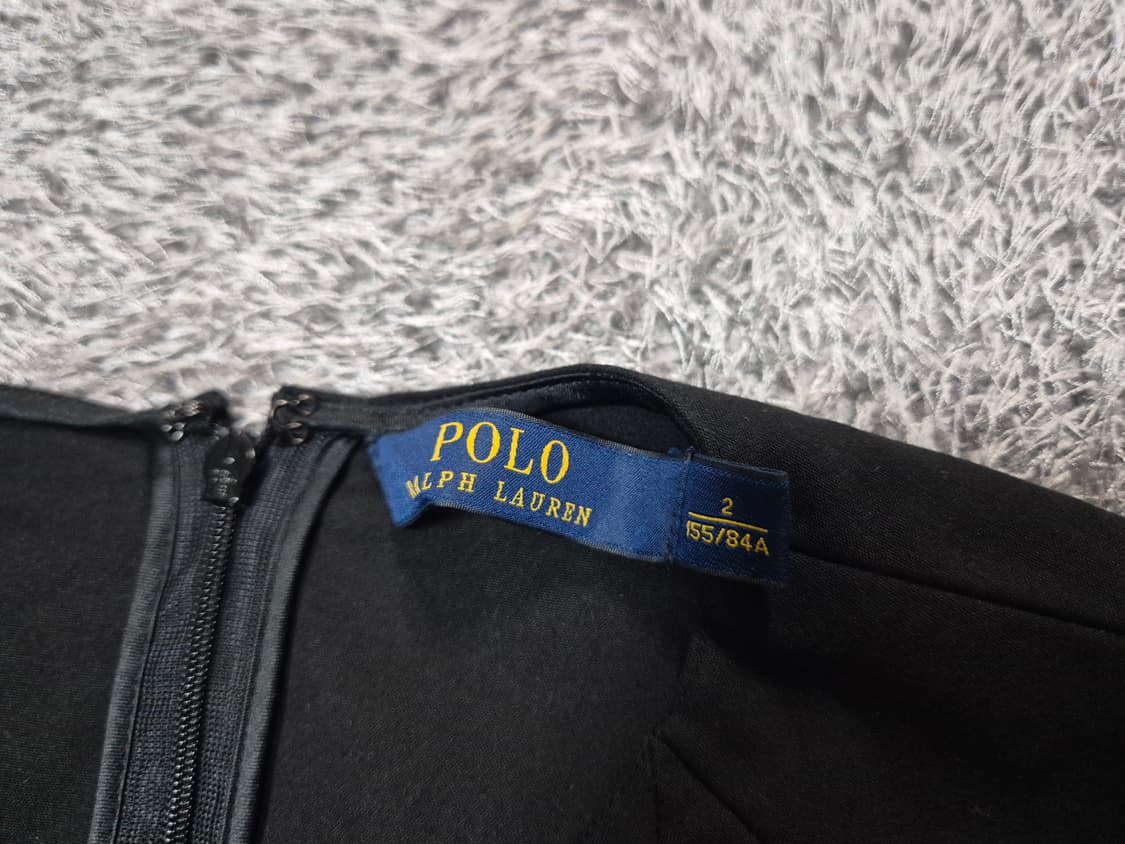 POLO
RALPH LAUREN
2
155/84A